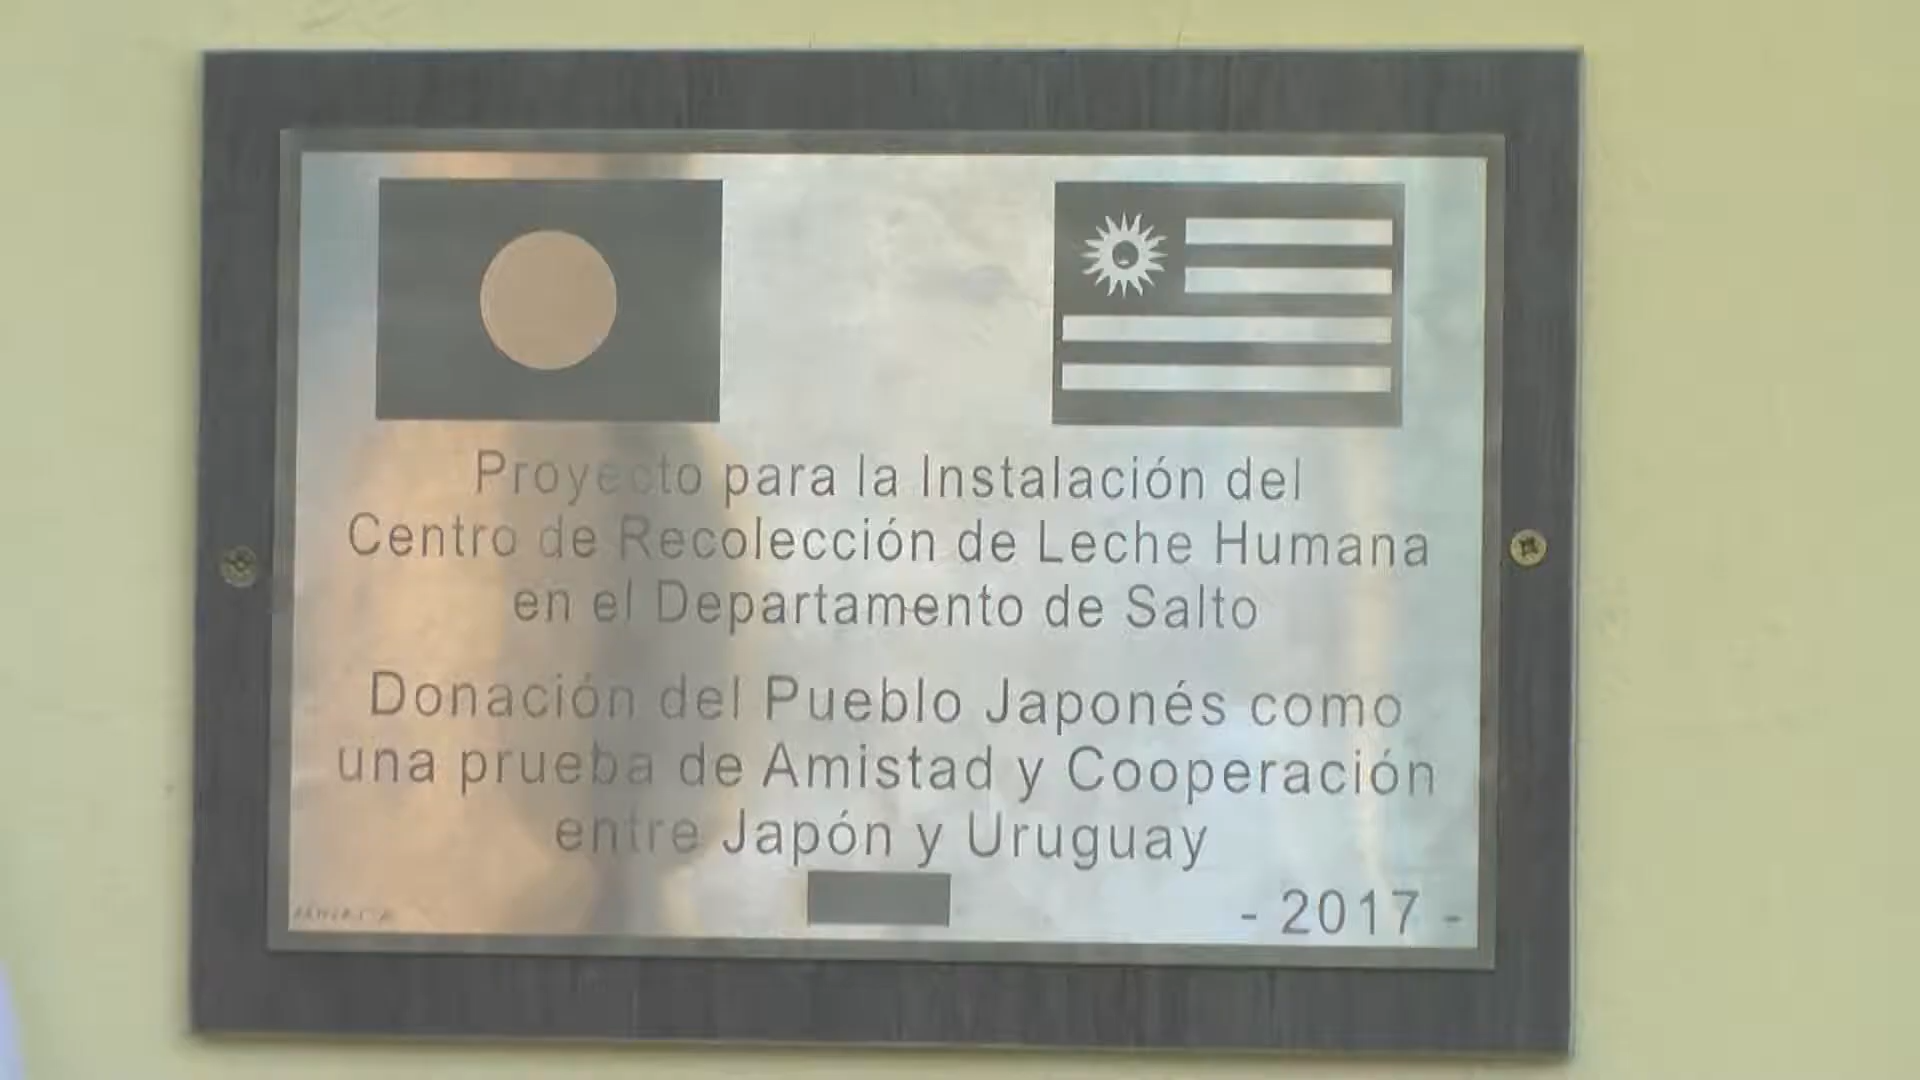 Proyecto para la Instalación del
Centro de Recolección de Leche Humana
en el Departamento de Salto
Donación del Pueblo Japonés como
una prueba de Amistad y Cooperación
entre Japón y Uruguay
- 2017 -